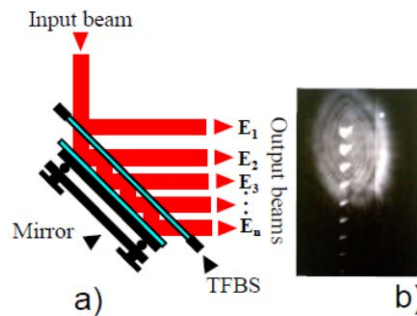 Input beam
E1
E2
E3
:
En
Output beams
Mirror
TFBS
a)
b)